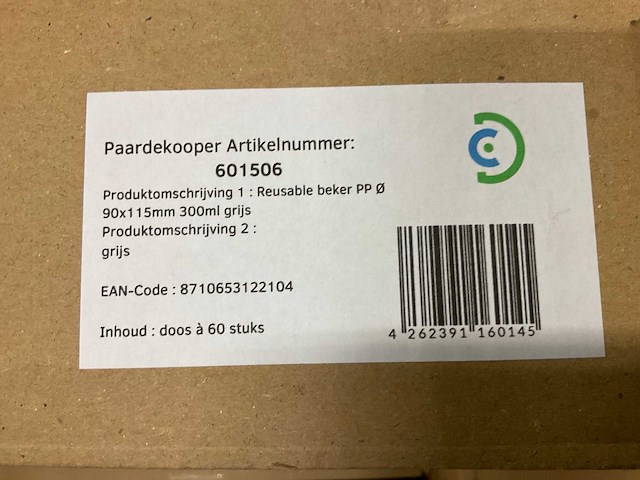 Paardekooper Artikelnummer:
601506
Produktomschrijving 1 : Reusable beker PP Ø
90x115mm 300ml grijs
Produktomschrijving 2 :
grijs
EAN-Code : 8710653122104
Inhoud : doos à 60 stuks
4 262391 160145